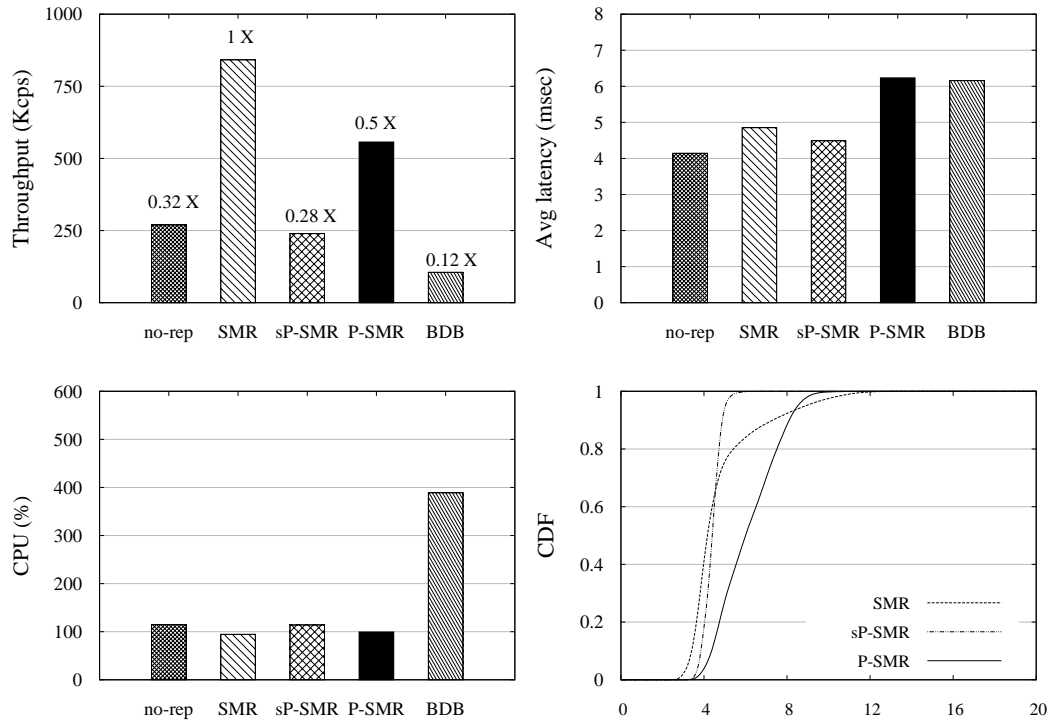 Throughput (Kcps)
1000
750
500
250
0
0.32 X
1 X
0.28 X
0.5 X
0.12 X
no-rep SMR sP-SMR P-SMR BDB
Avg latency (msec)
8
7
6
5
4
3
2
1
0
no-rep SMR sP-SMR P-SMR BDB
CPU (%)
600
500
400
300
200
100
0
no-rep SMR sP-SMR P-SMR BDB
CDF
1
0.8
0.6
0.4
0.2
0
SMR
sP-SMR
P-SMR
0 4 8 12 16 20